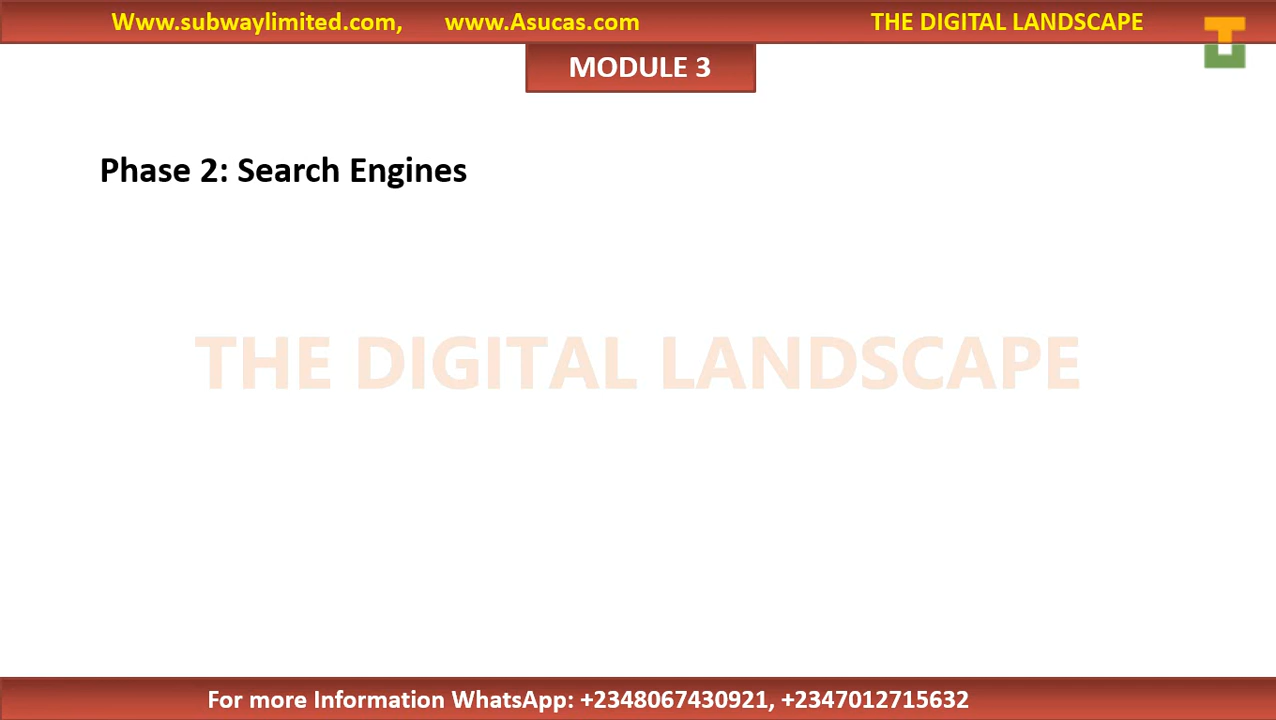 Www.subwaylimited.com, www.Asucas.com THE DIGITAL LANDSCAPE
MODULE 3
Phase 2: Search Engines
THE DIGITAL LANDSCAPE
For more Information WhatsApp: +2348067430921, +2347012715632